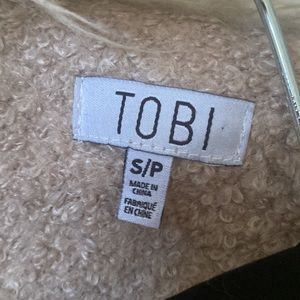 TOBI
S/P
MADE IN
CHINA
FABRIQUÉ
EN CHINE